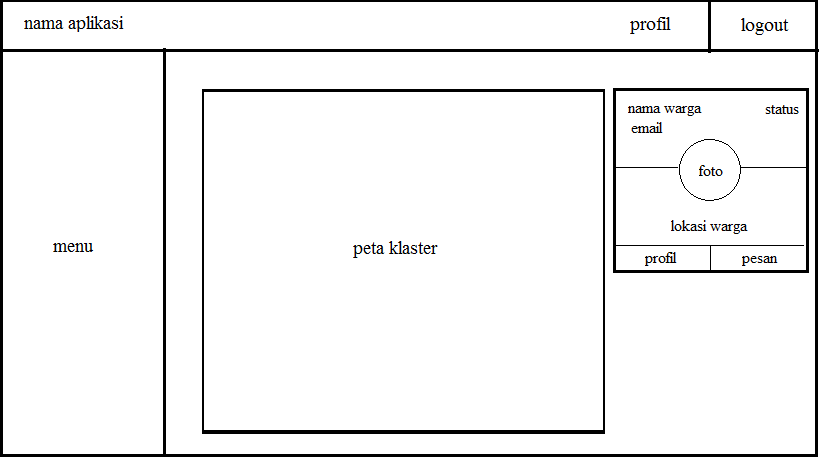 nama aplikasi
profil
logout
menu
peta klaster
nama warga
status
email
foto
lokasi warga
profil
pesan